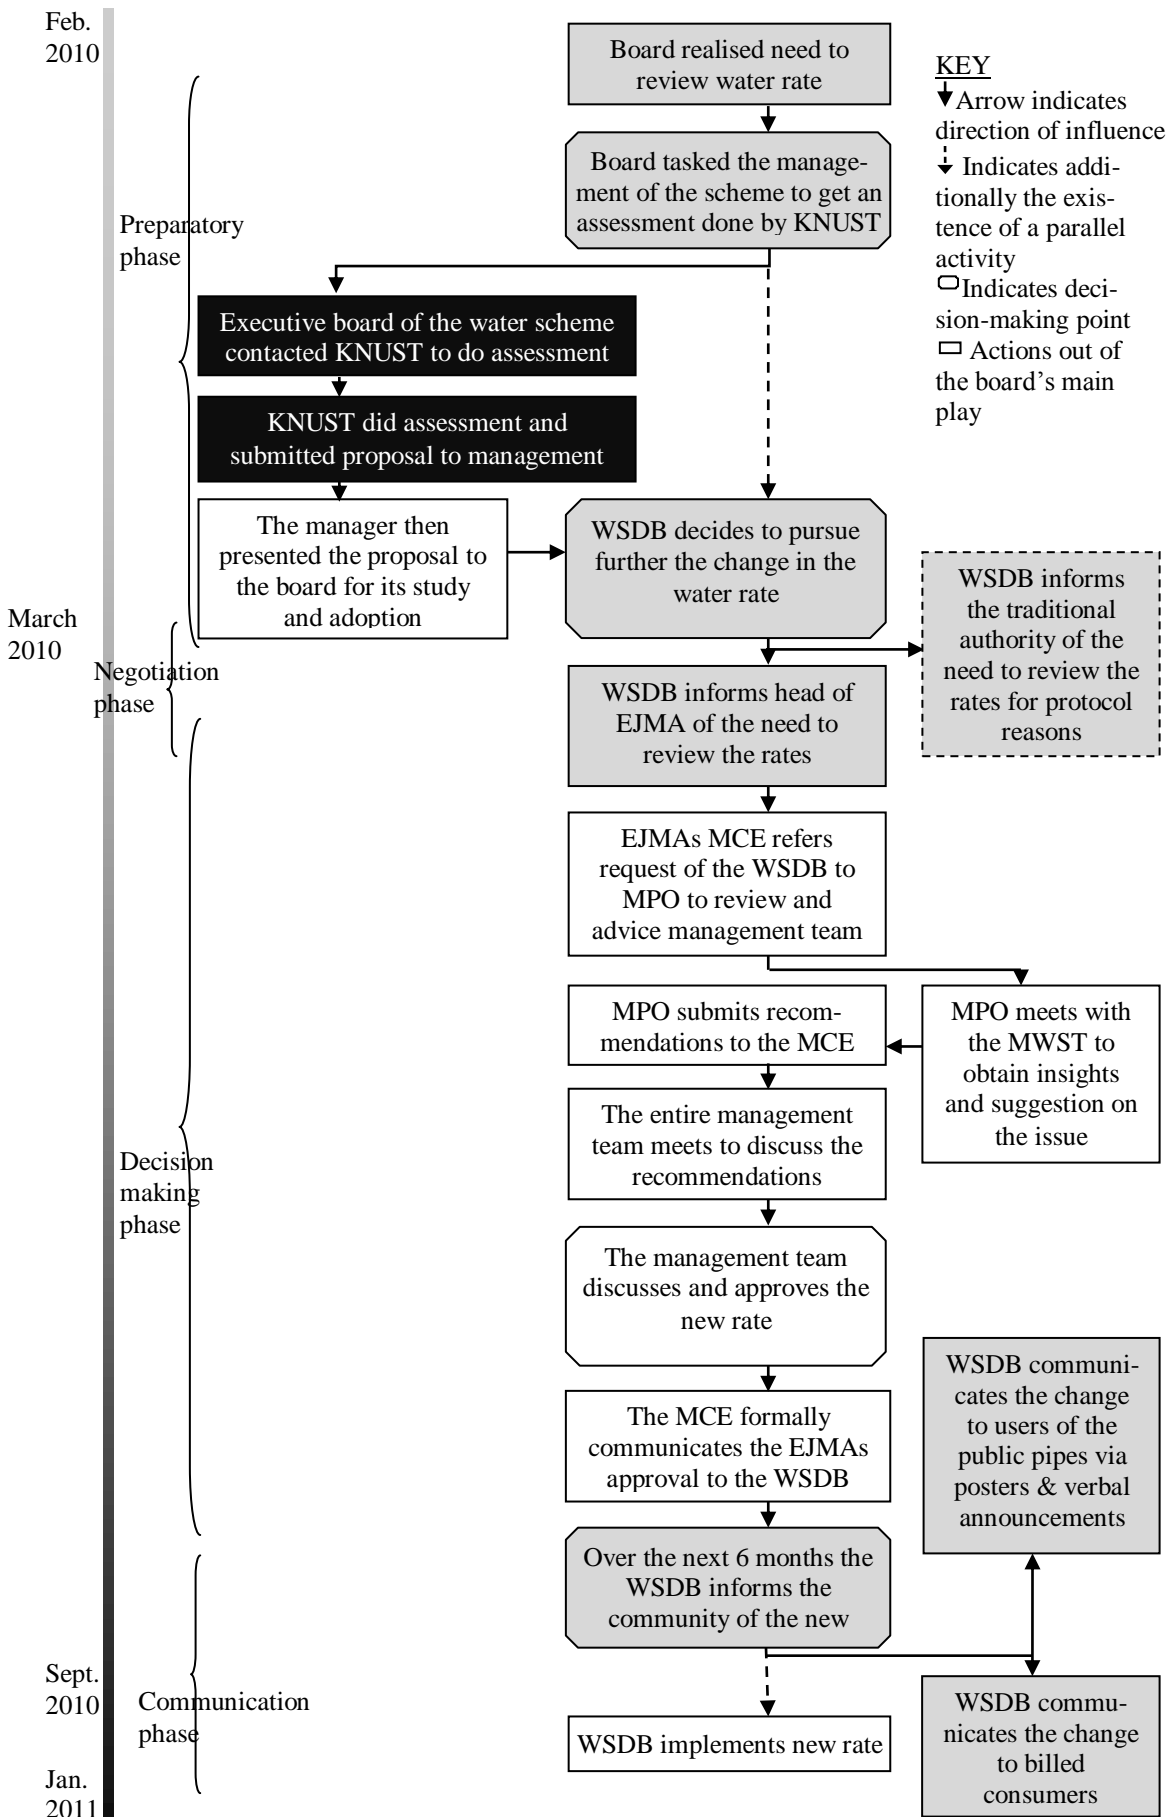 Feb.
2010
Board realised need to
review water rate
KEY
Arrow indicates
direction of influence
Indicates addi-
tionally the exis-
tence of a parallel
activity
Indicates deci-
sion-making point
Actions out of
the board's main
play
Board tasked the manage-
ment of the scheme to get an
assessment done by KNUST
Preparatory
phase
Executive board of the water scheme
contacted KNUST to do assessment
KNUST did assessment and
submitted proposal to management
The manager then
presented the proposal to
the board for its study
and adoption
WSDB decides to pursue
further the change in the
water rate
WSDB informs
the traditional
authority of the
need to review the
rates for protocol
reasons
March
2010
Negotiation
phase
WSDB informs head of
EJMA of the need to
review the rates
EJMAs MCE refers
request of the WSDB to
MPO to review and
advice management team
MPO submits recom-
mendations to the MCE
MPO meets with
the MWST to
obtain insights
and suggestion on
the issue
The entire management
team meets to discuss the
recommendations
Decision
making
phase
The management team
discusses and approves the
new rate
The MCE formally
communicates the EJMAs
approval to the WSDB
WSDB communi-
cates the change
to users of the
public pipes via
posters & verbal
announcements
Over the next 6 months the
WSDB informs the
community of the new
Sept.
2010
Communication
phase
WSDB implements new rate
WSDB commu-
nicates the change
to billed
consumers
Jan.
2011